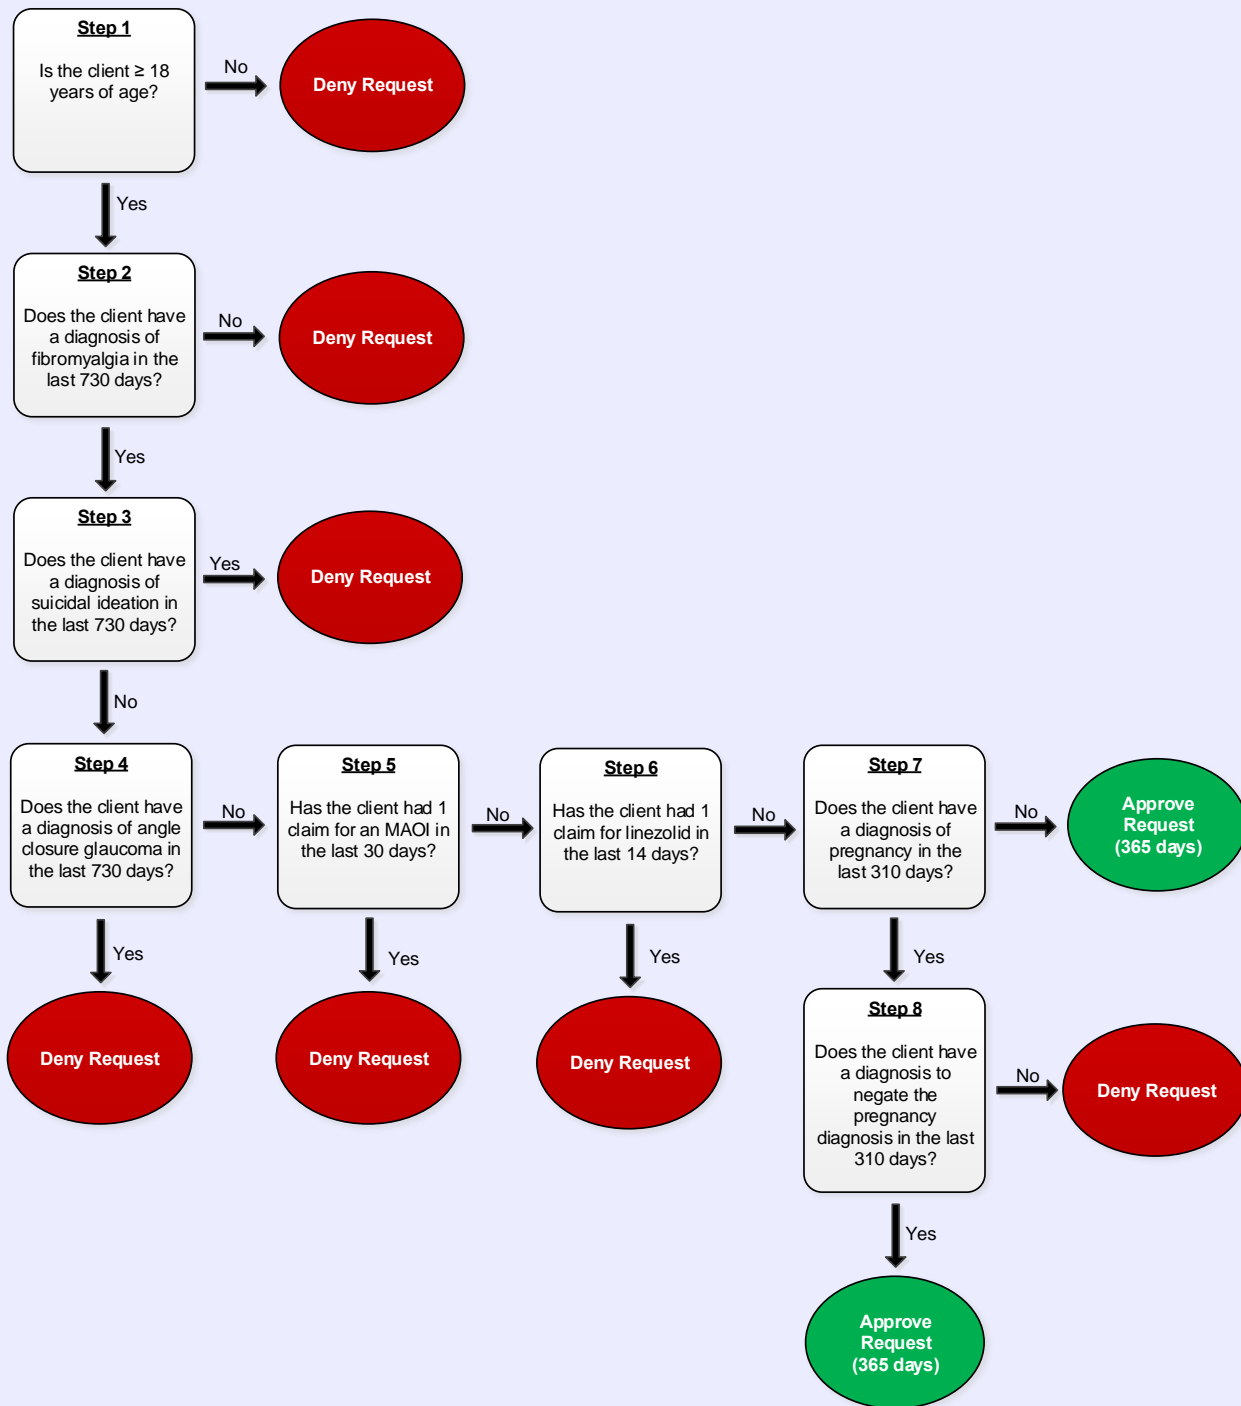 Step 1
Is the client ≥ 18
years of age?
No
Deny Request
Yes
Step 2
Does the client have
a diagnosis of
fibromyalgia in the
last 730 days?
No
Deny Request
Yes
Step 3
Does the client have
a diagnosis of
suicidal ideation in
the last 730 days?
Yes
Deny Request
No
Step 4
Does the client have
a diagnosis of angle
closure glaucoma in
the last 730 days?
No
Yes
Deny Request
Step 5
Has the client had 1
claim for an MAOI in
the last 30 days?
No
Yes
Deny Request
Step 6
Has the client had 1
claim for linezolid in
the last 14 days?
No
Yes
Deny Request
Step 7
Does the client have
a diagnosis of
pregnancy in the
last 310 days?
No
Approve
Request
(365 days)
Yes
Step 8
Does the client have
a diagnosis to
negate the
pregnancy
diagnosis in the last
310 days?
No
Deny Request
Yes
Approve
Request
(365 days)